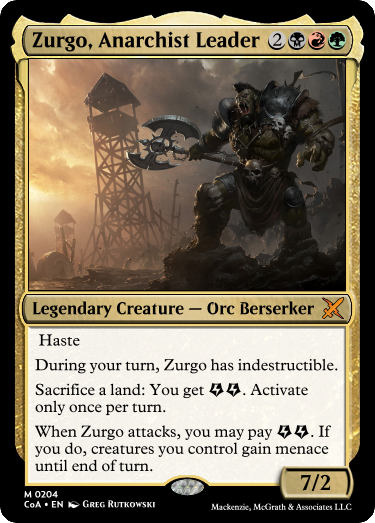 Zurgo, Anarchist Leader 2
Legendary Creature — Orc Berserker
Haste
During your turn, Zurgo has indestructible.
Sacrifice a land: You get . Activate
only once per turn.
When Zurgo attacks, you may pay . If
you do, creatures you control gain menace
until end of turn.
7/2
M 0204
CoA • EN Greg Rutkowski
Mackenzie, McGrath & Associates LLC